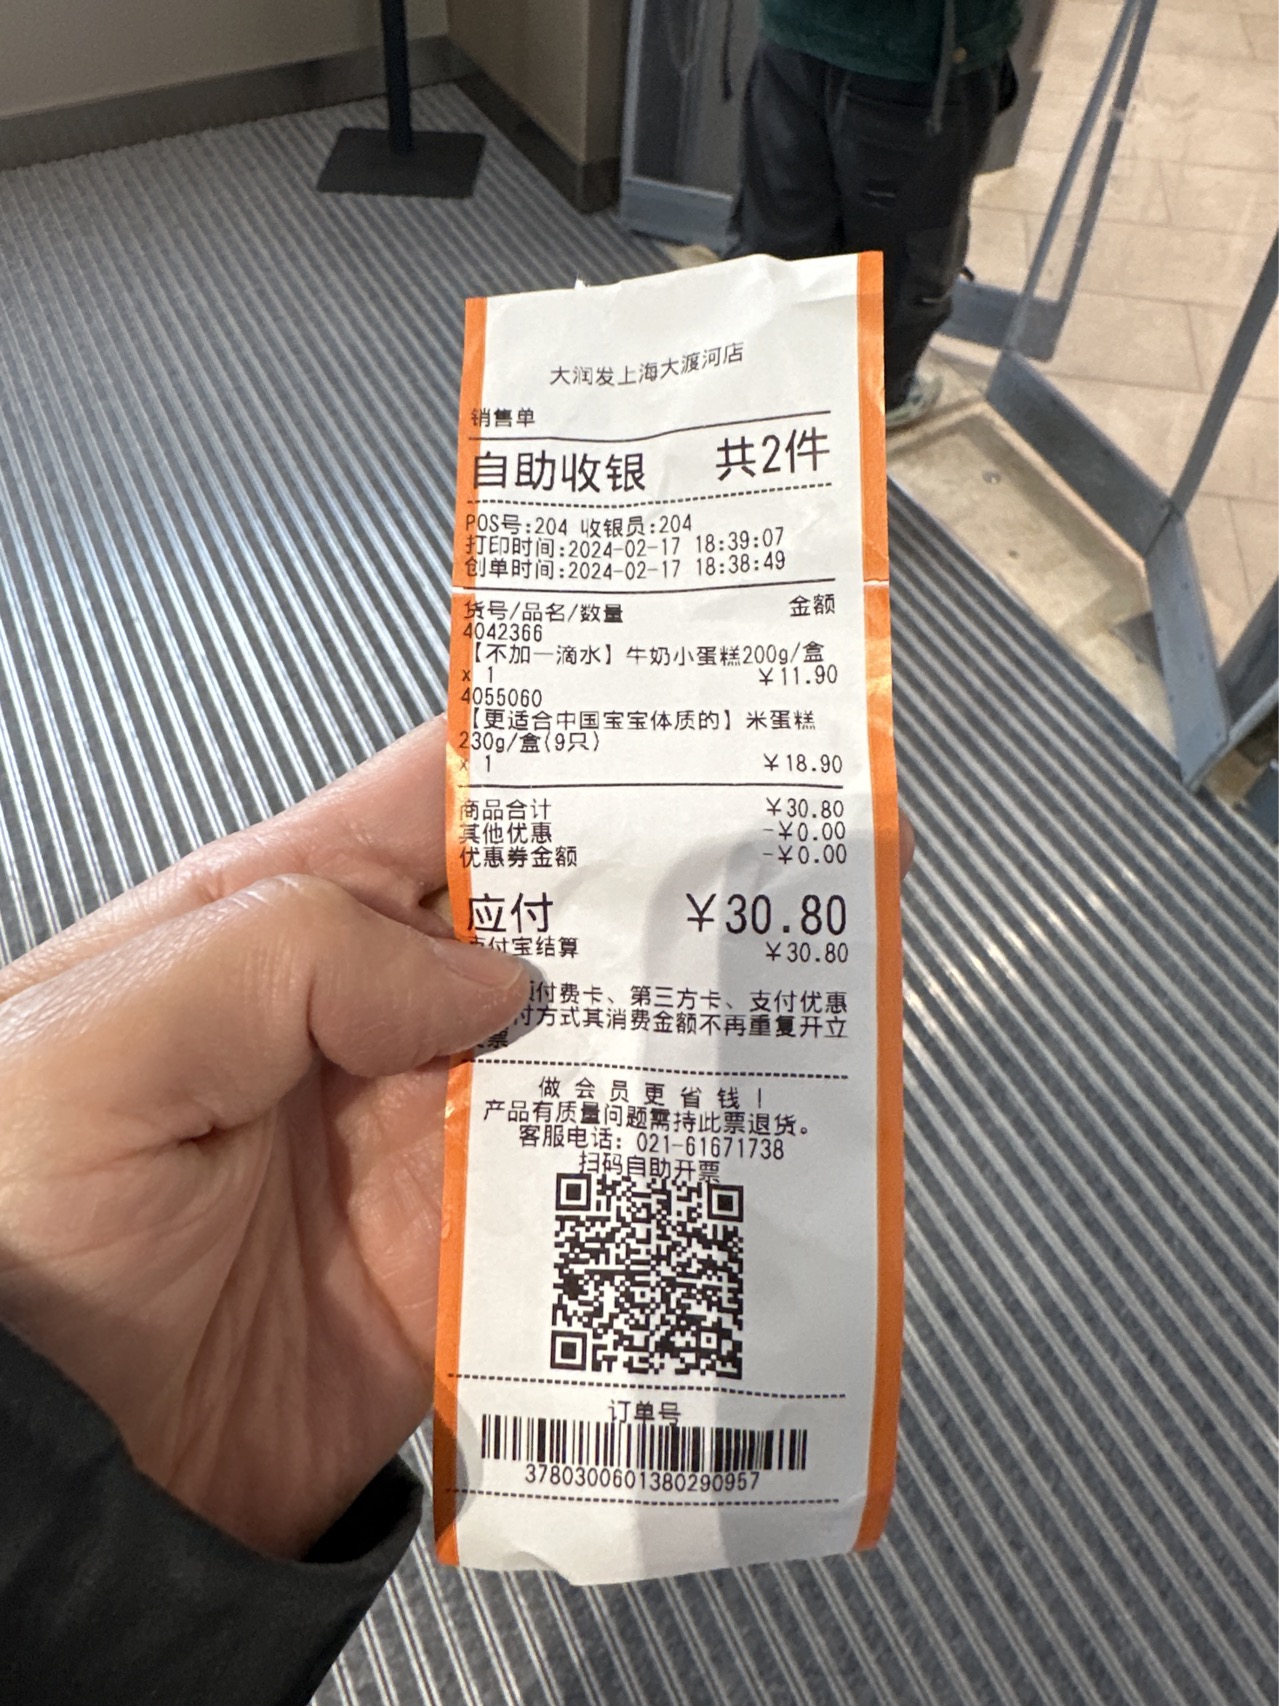 大润发上海大渡河店
销售单
自助收银 共2件
POS号:204 收银员:204
打印时间:2024-02-17 18:39:07
创单时间:2024-02-17 18:38:49
货号/品名/数量 金额
4042366
【不加一滴水】牛奶小蛋糕200g/盒
x 1 ￥11.90
4055060
【更适合中国宝宝体质的】米蛋糕
230g/盒(9只)
x 1 ￥18.90
商品合计 ￥30.80
其他优惠 -￥0.00
优惠券金额 -￥0.00
应付 ￥30.80
支付宝结算 ￥30.80
付费卡、第三方卡、支付优惠
付方式其消费金额不再重复开立
票
做会员更省钱!
产品有质量问题需持此票退货。
客服电话: 021-61671738
扫码自助开票
订单号
3780300601380290957